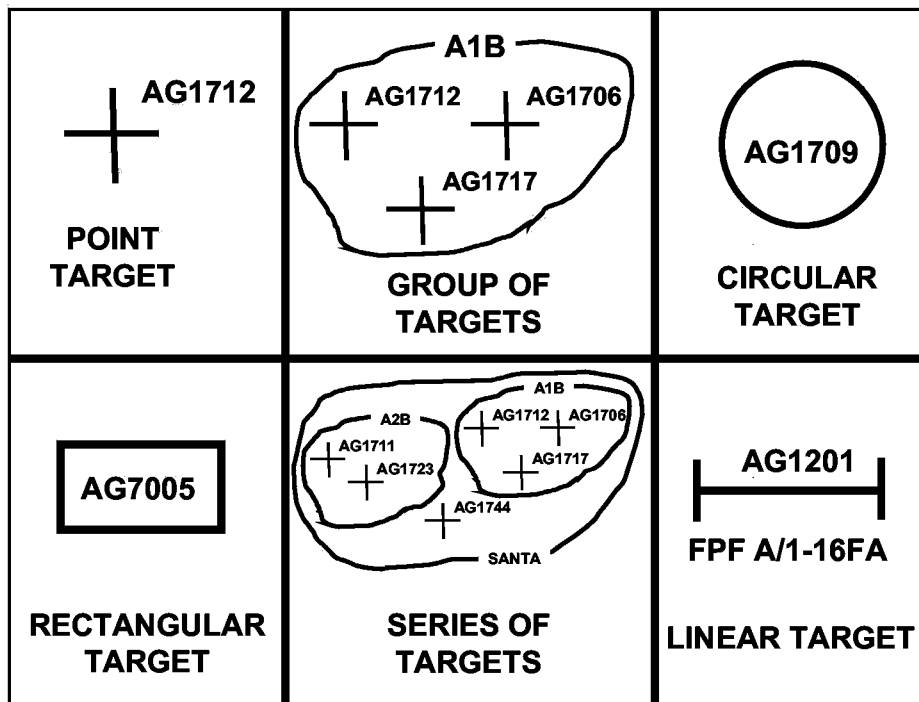 AG1712
POINT
TARGET
A1B
AG1712
AG1706
AG1717
GROUP OF
TARGETS
AG1709
CIRCULAR
TARGET
AG7005
RECTANGULAR
TARGET
A2B
AG1711
AG1723
A1B
AG1712
AG1706
AG1717
AG1744
SANTA
SERIES OF
TARGETS
AG1201
FPF A/1-16FA
LINEAR TARGET